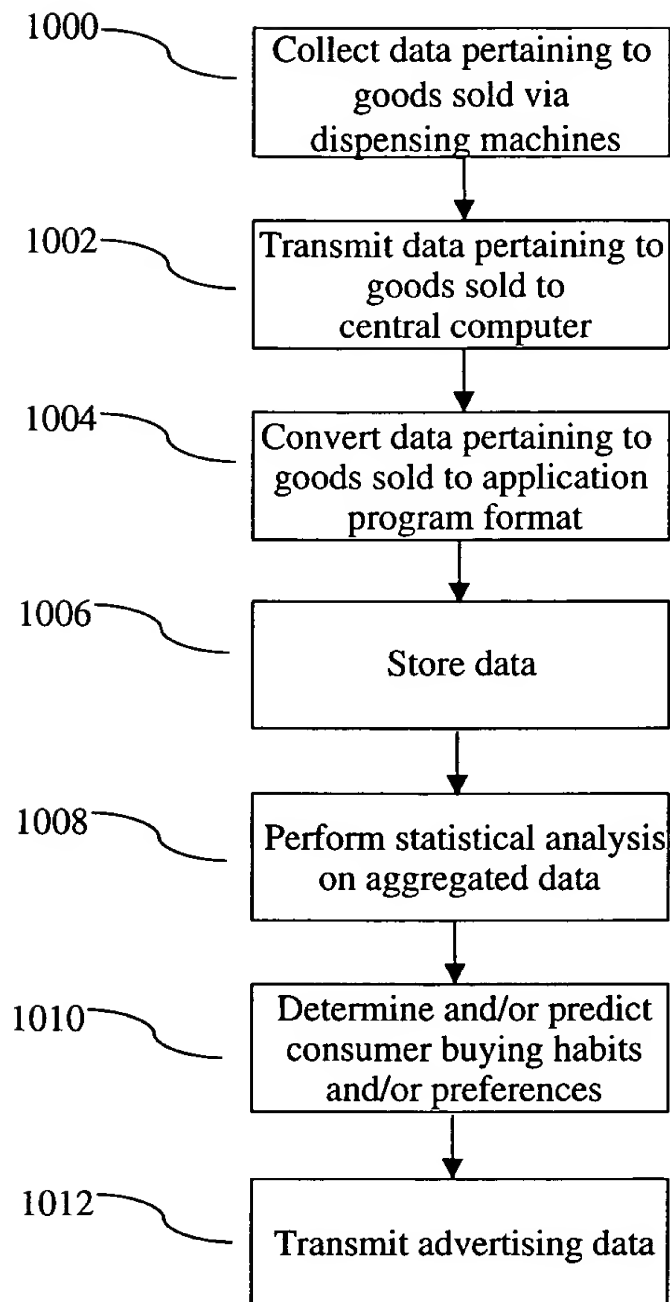 1000
Collect data pertaining to
goods sold via
dispensing machines
1002
Transmit data pertaining to
goods sold to
central computer
1004
Convert data pertaining to
goods sold to application
program format
1006
Store data
1008
Perform statistical analysis
on aggregated data
1010
Determine and/or predict
consumer buying habits
and/or preferences
1012
Transmit advertising data